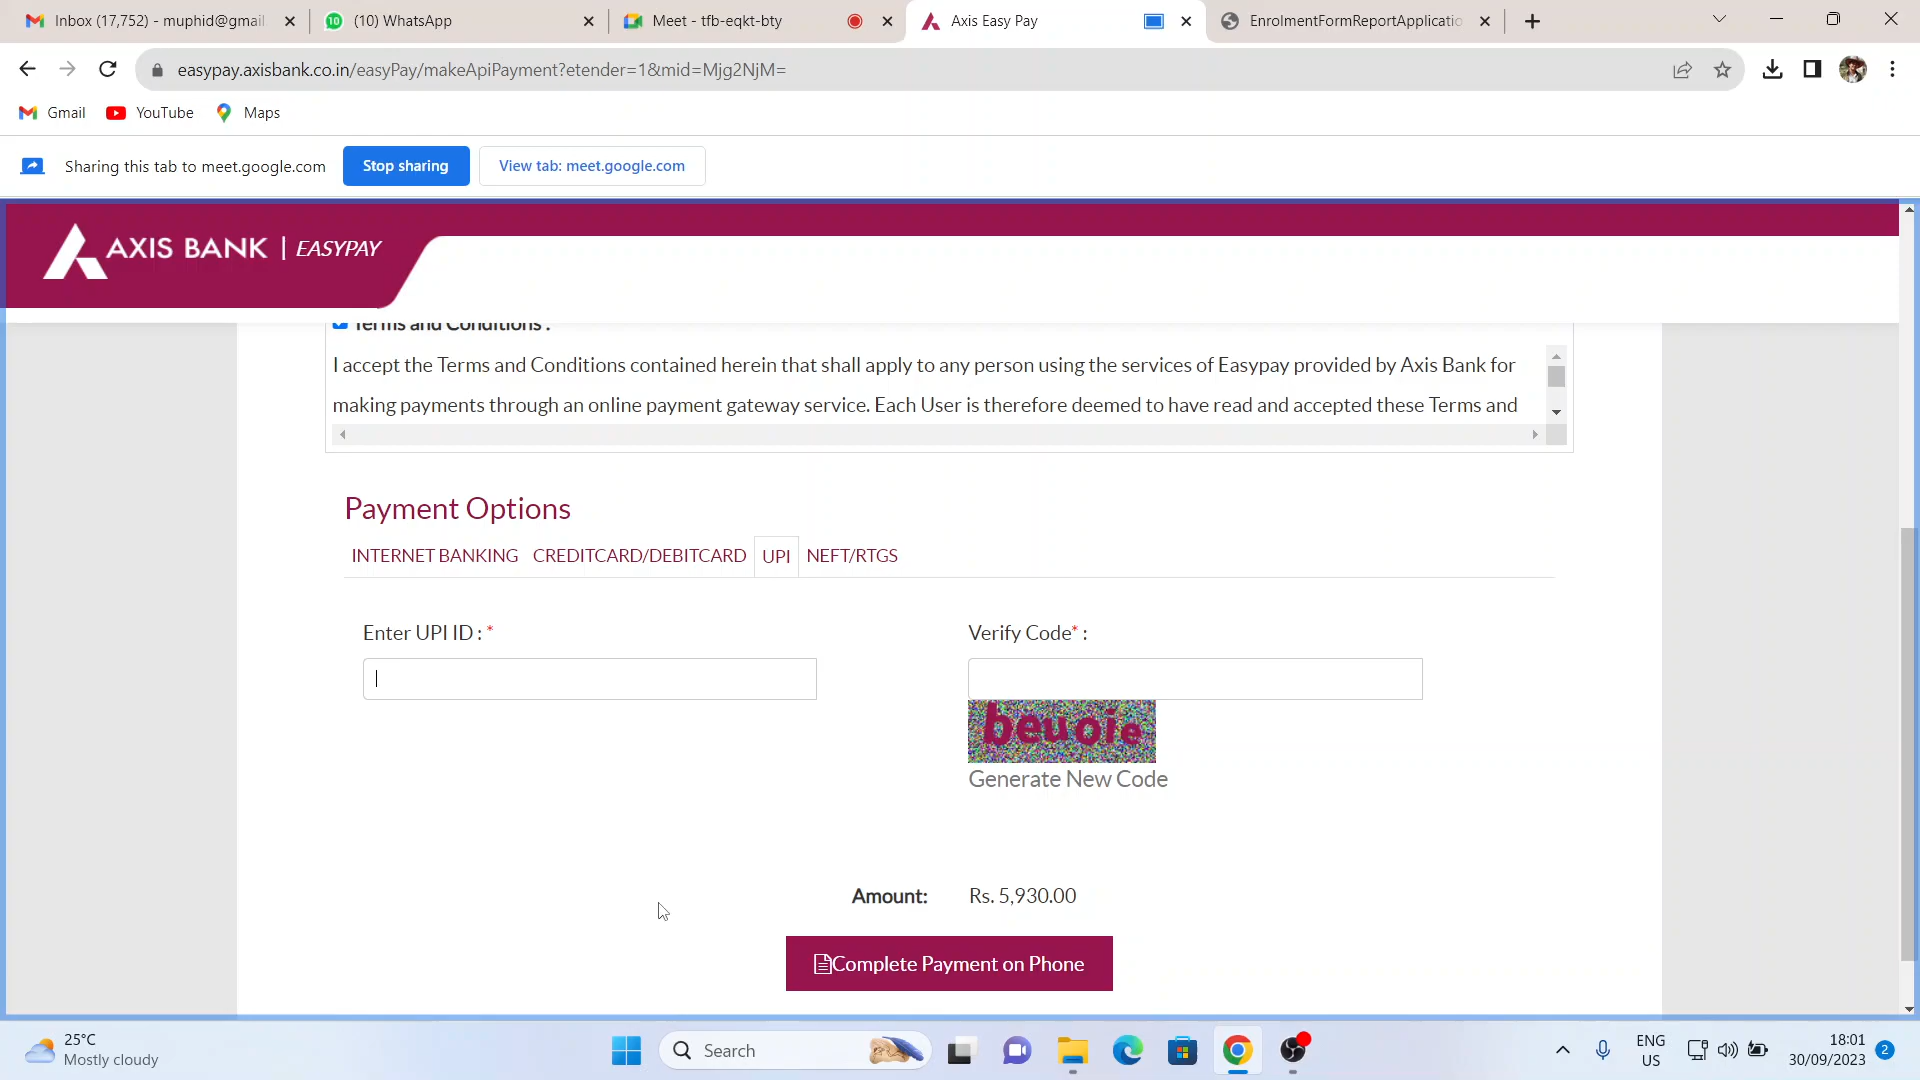 Inbox (17,752) - muphid@gmail
(10) WhatsApp
Meet - tfb-eqkt-bty
Axis Easy Pay
EnrolmentFormReportApplicatio
easypay.axisbank.co.in/easyPay/makeApiPayment?etender=1&mid=Mjg2NjM=
Gmail
YouTube
Maps
Sharing this tab to meet.google.com
Stop sharing
View tab: meet.google.com
AXIS BANK | EASYPAY
Terms and Conditions :
I accept the Terms and Conditions contained herein that shall apply to any person using the services of Easypay provided by Axis Bank for
making payments through an online payment gateway service. Each User is therefore deemed to have read and accepted these Terms and
Payment Options
INTERNET BANKING CREDITCARD/DEBITCARD UPI NEFT/RTGS
Enter UPI ID : *
Verify Code* :
beuoie
Generate New Code
Amount: Rs. 5,930.00
Complete Payment on Phone
25°C
Mostly cloudy
Search
ENG
US
18:01
30/09/2023
2